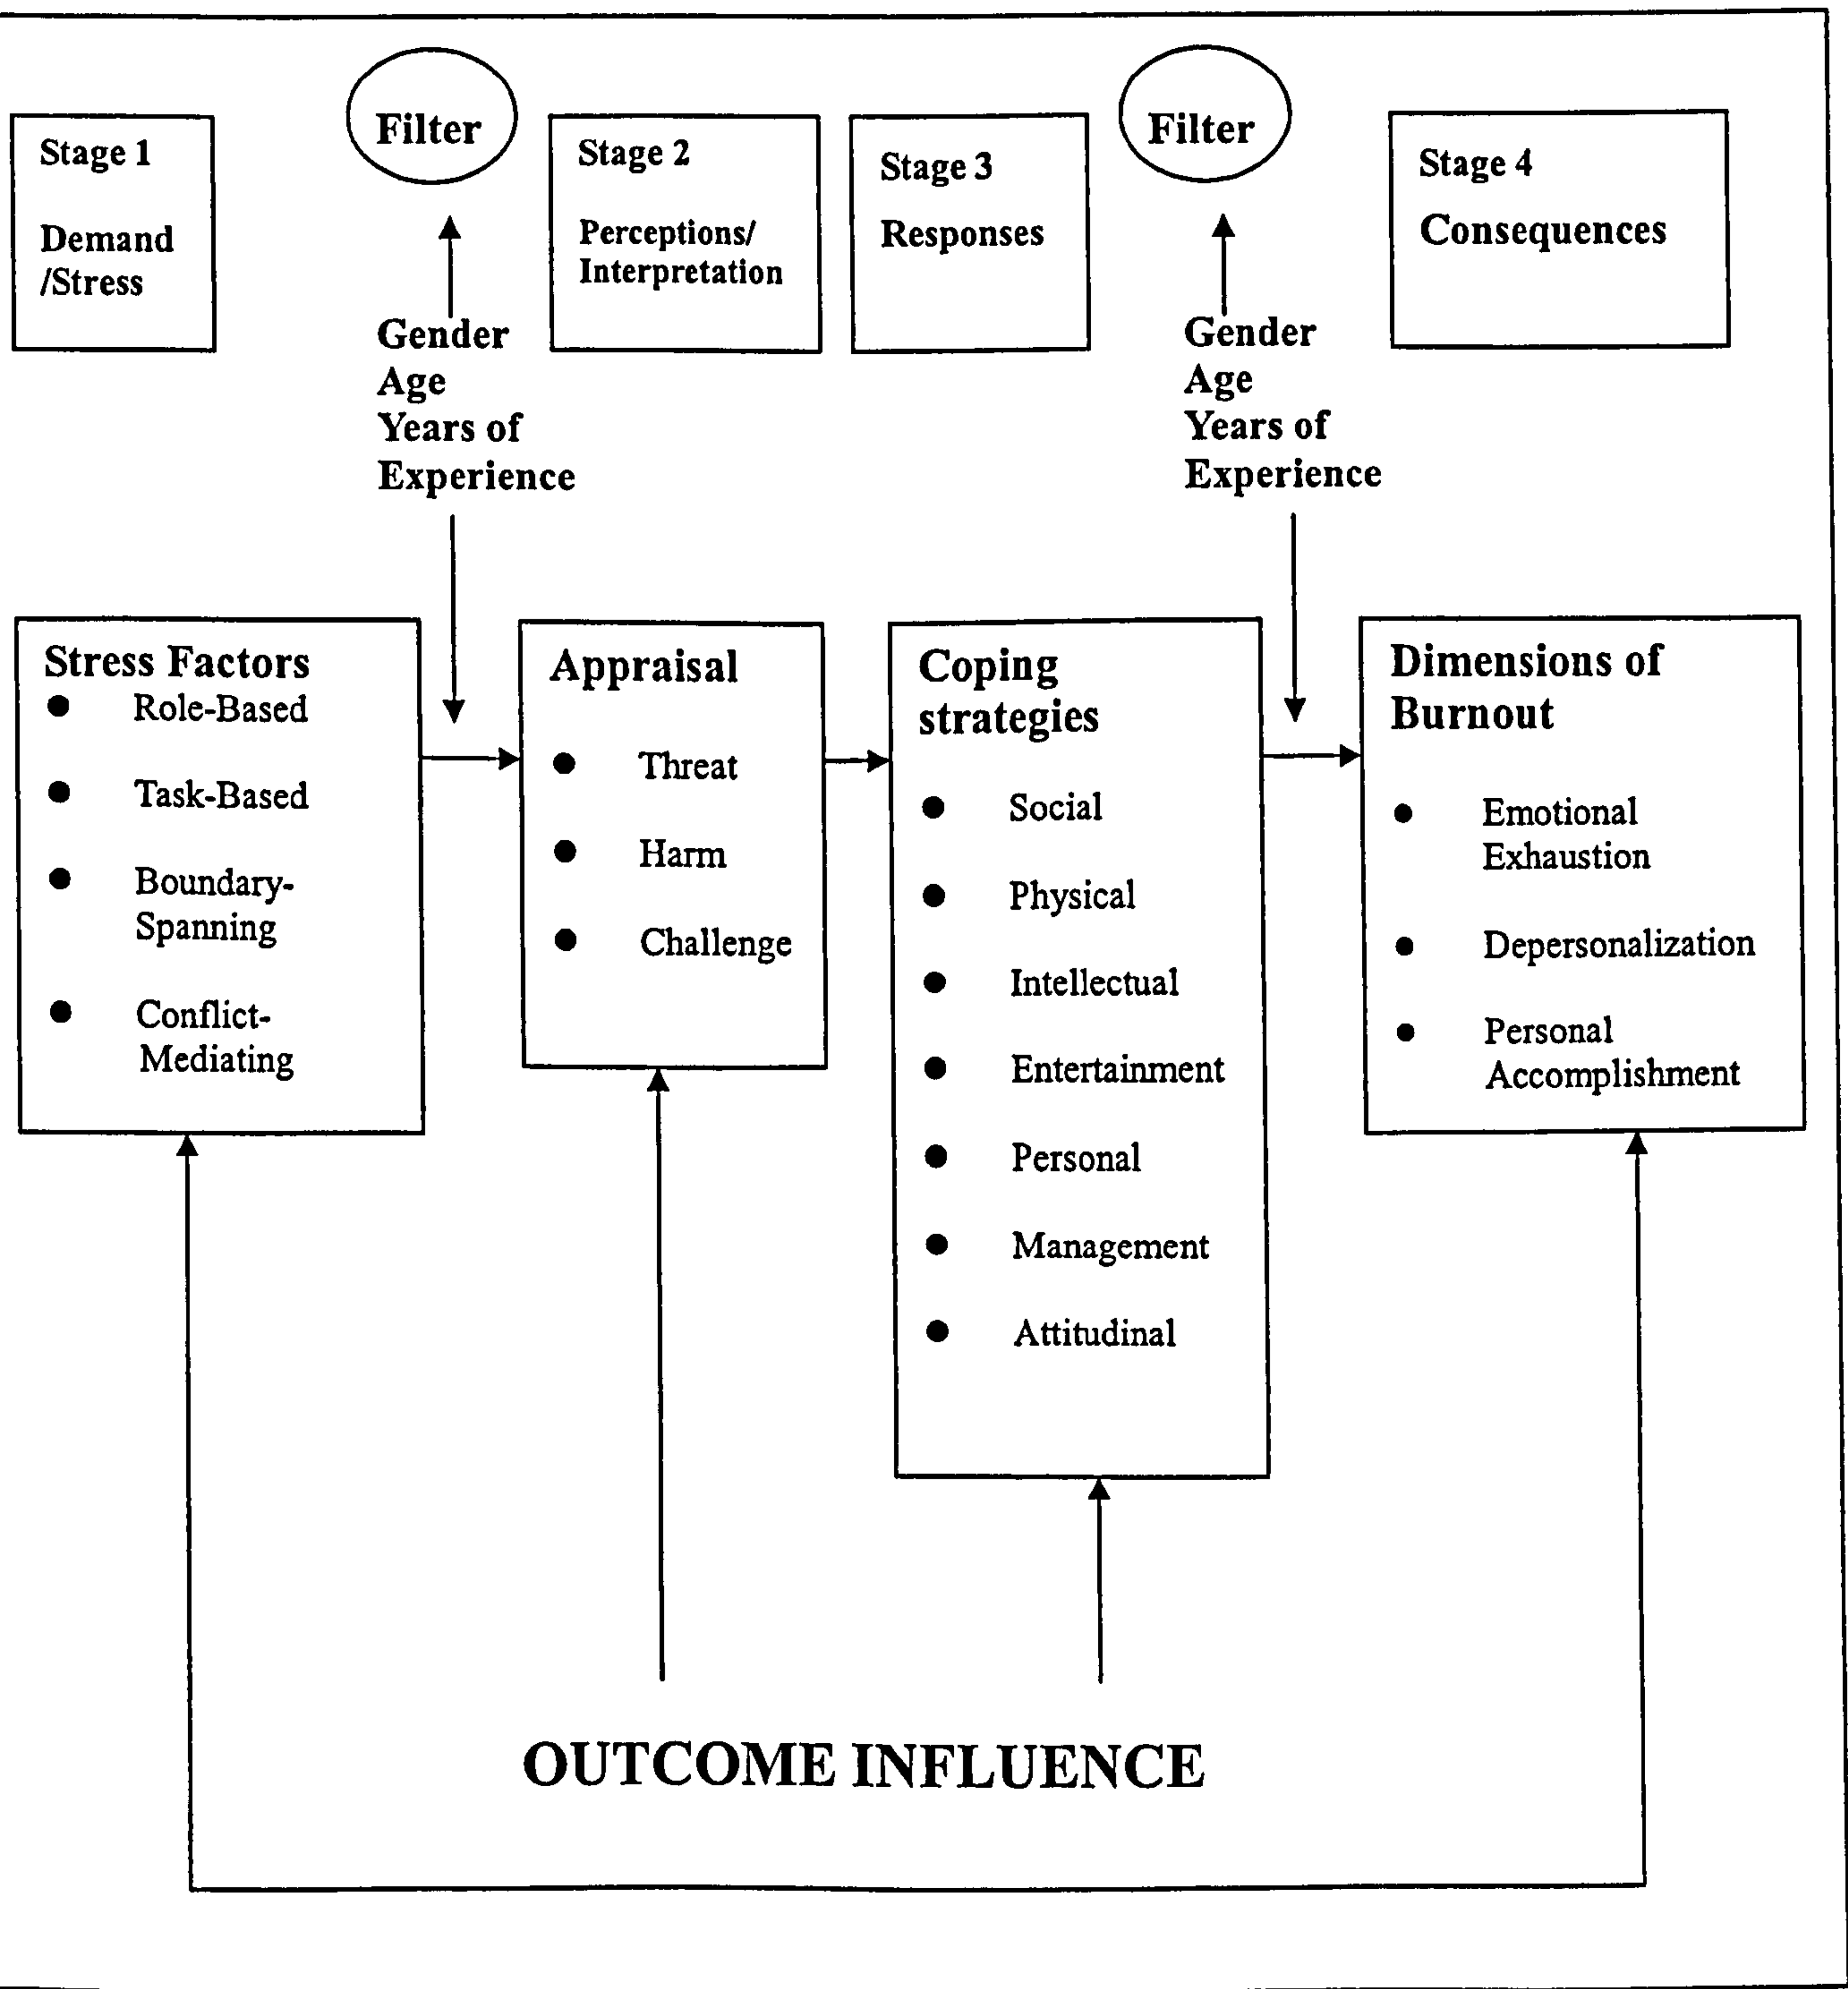 Filter
Filter
Stage 1
Demand
/Stress
Stage 2
Perceptions/
Interpretation
Stage 3
Responses
Stage 4
Consequences
Gender
Age
Years of
Experience
Gender
Age
Years of
Experience
Stress Factors
● Role-Based
● Task-Based
● Boundary-
Spanning
● Conflict-
Mediating
Appraisal
● Threat
● Harm
● Challenge
Coping
strategies
● Social
● Physical
● Intellectual
● Entertainment
● Personal
● Management
● Attitudinal
Dimensions of
Burnout
● Emotional
Exhaustion
● Depersonalization
● Personal
Accomplishment
OUTCOME INFLUENCE